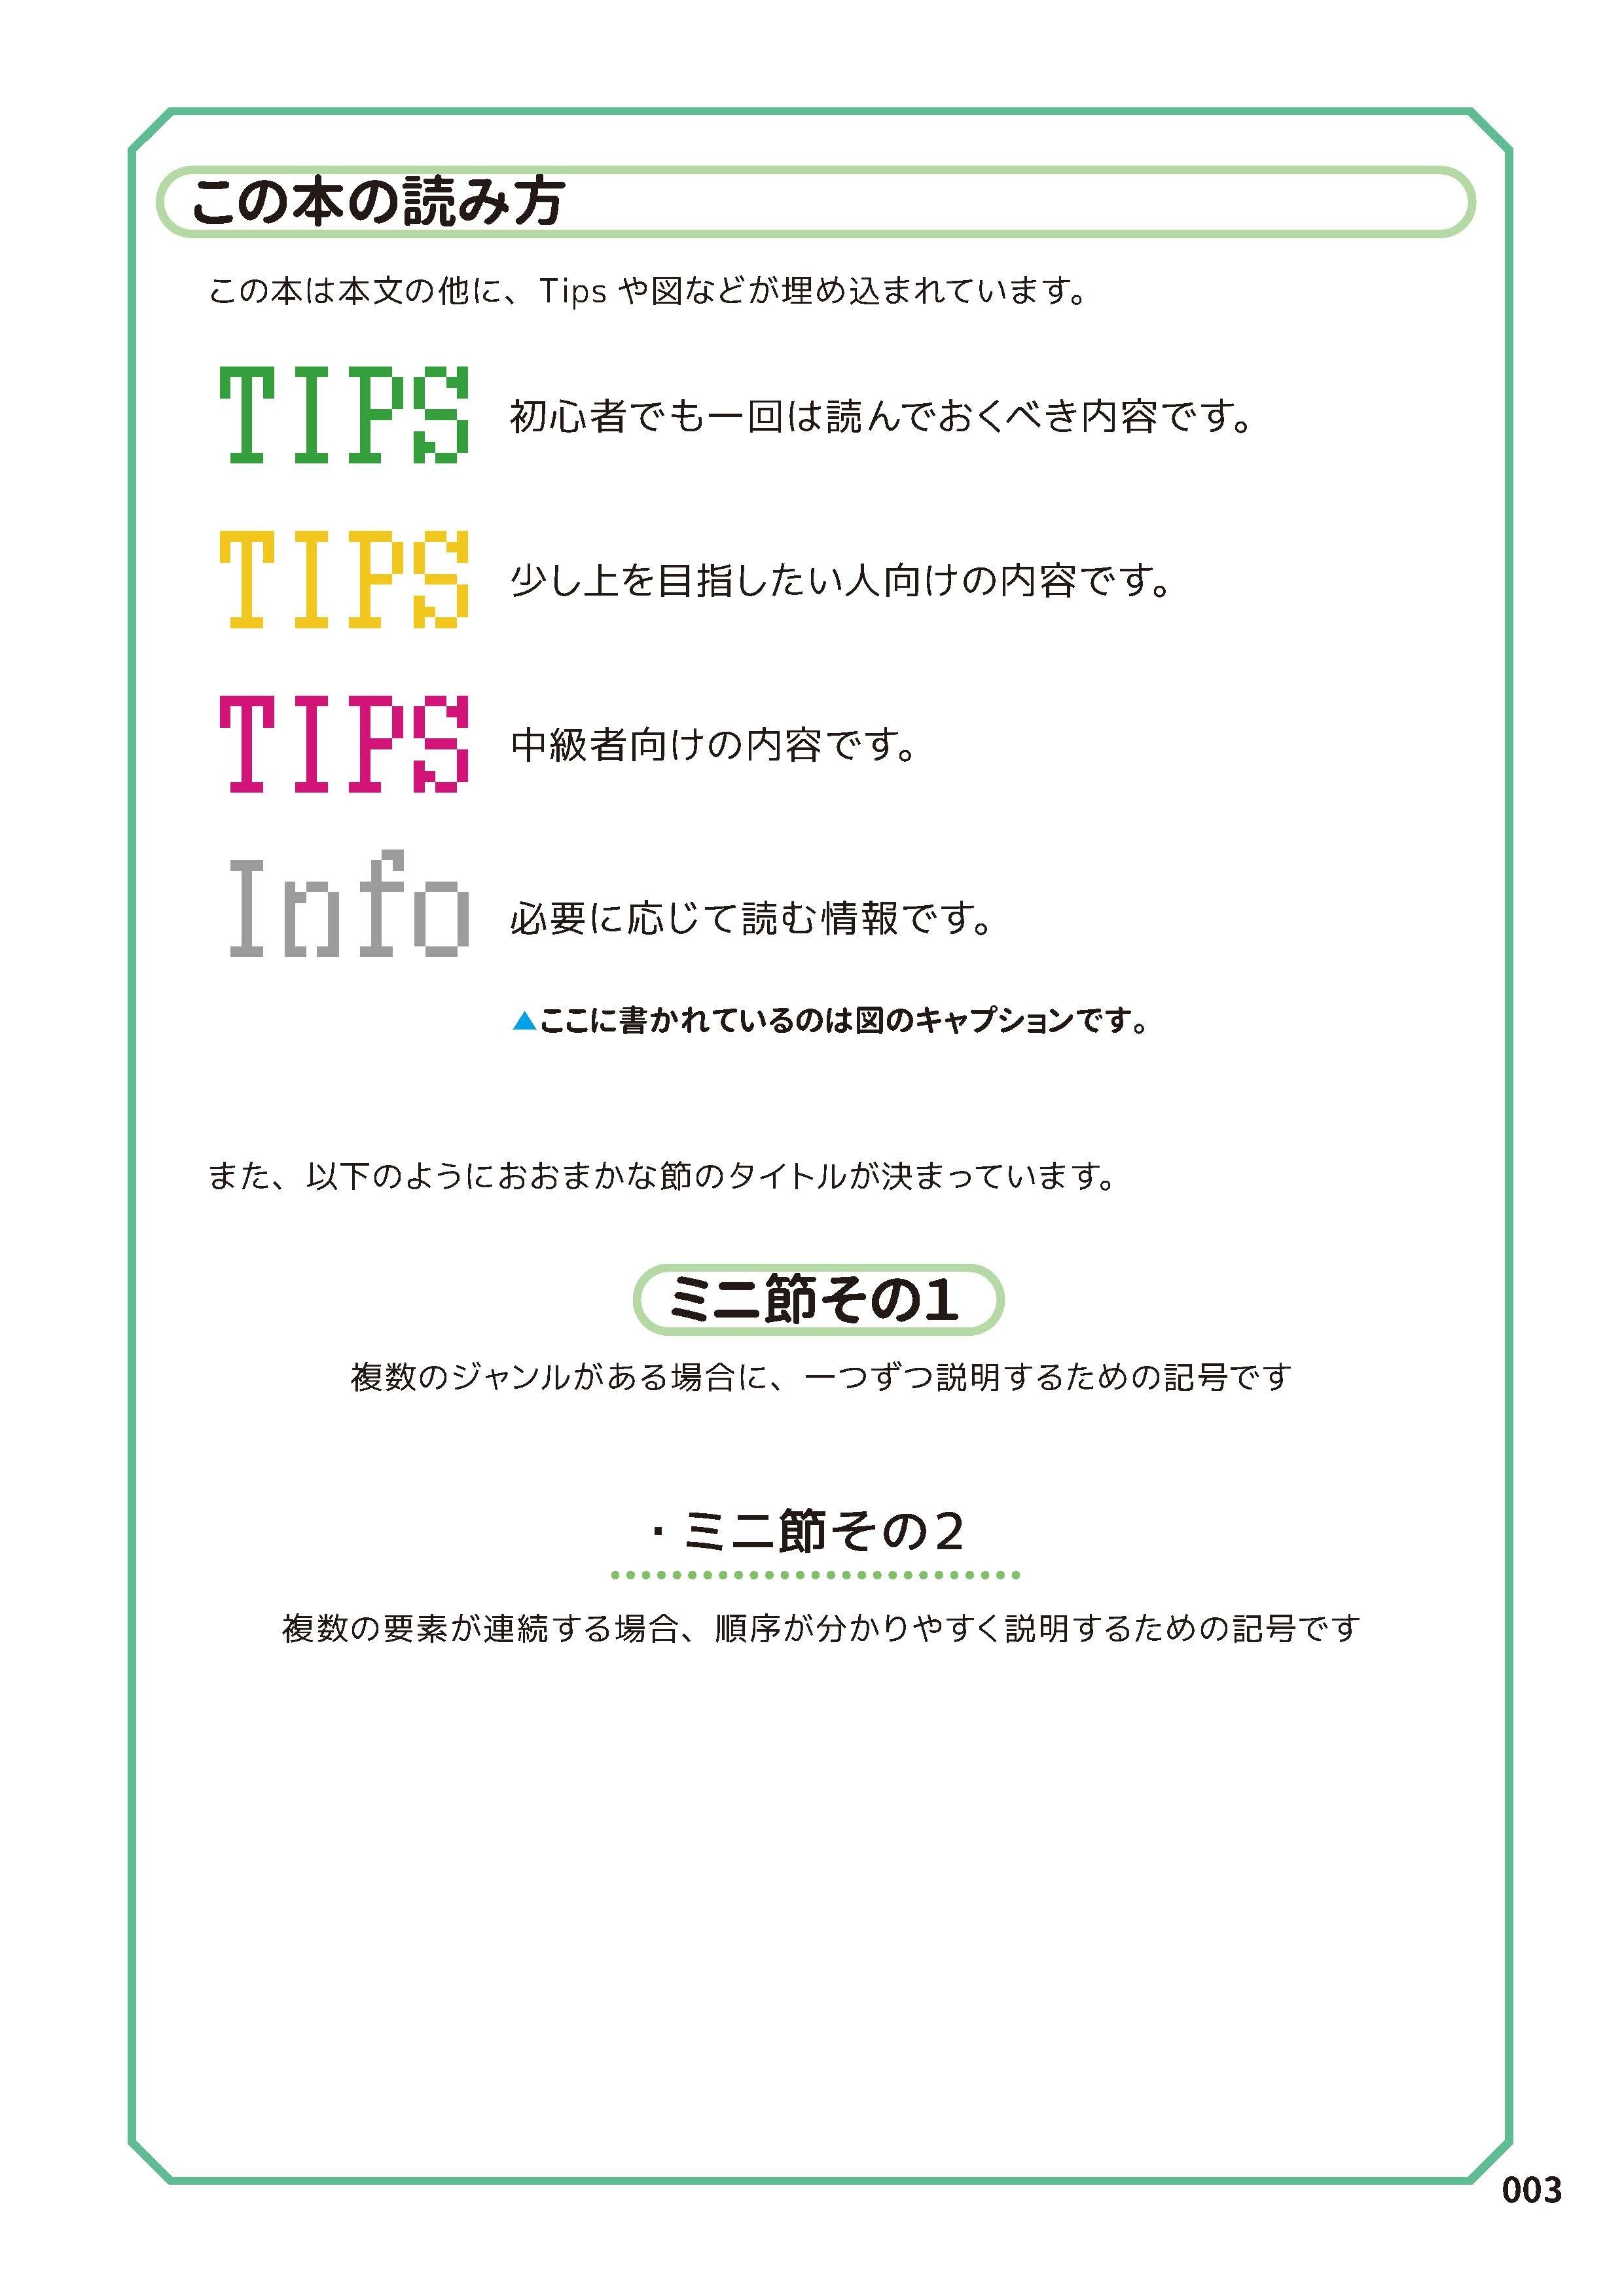 この本の読み方
この本は本文の他に、Tips や図などが埋め込まれています。
TIPS 初心者でも一回は読んでおくべき内容です。
TIPS 少し上を目指したい人向けの内容です。
TIPS 中級者向けの内容です。
Info 必要に応じて読む情報です。
▲ここに書かれているのは図のキャプションです。
また、以下のようにおおまかな節のタイトルが決まっています。
ミニ節その1
複数のジャンルがある場合に、一つずつ説明するための記号です
・ミニ節その2
複数の要素が連続する場合、順序が分かりやすく説明するための記号です
003